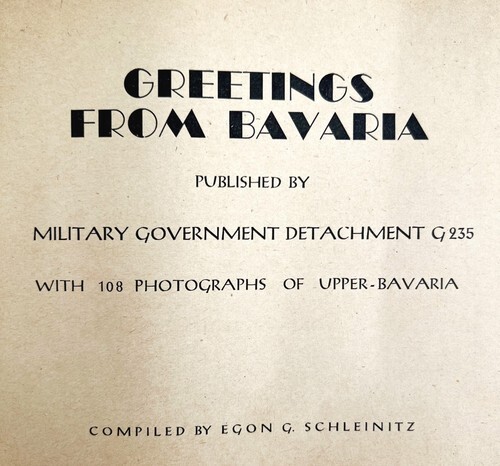 GREETINGS
FROM BAVARIA
PUBLISHED BY
MILITARY GOVERNMENT DETACHMENT G 235
WITH 108 PHOTOGRAPHS OF UPPER-BAVARIA
COMPILED BY EGON G. SCHLEINITZ